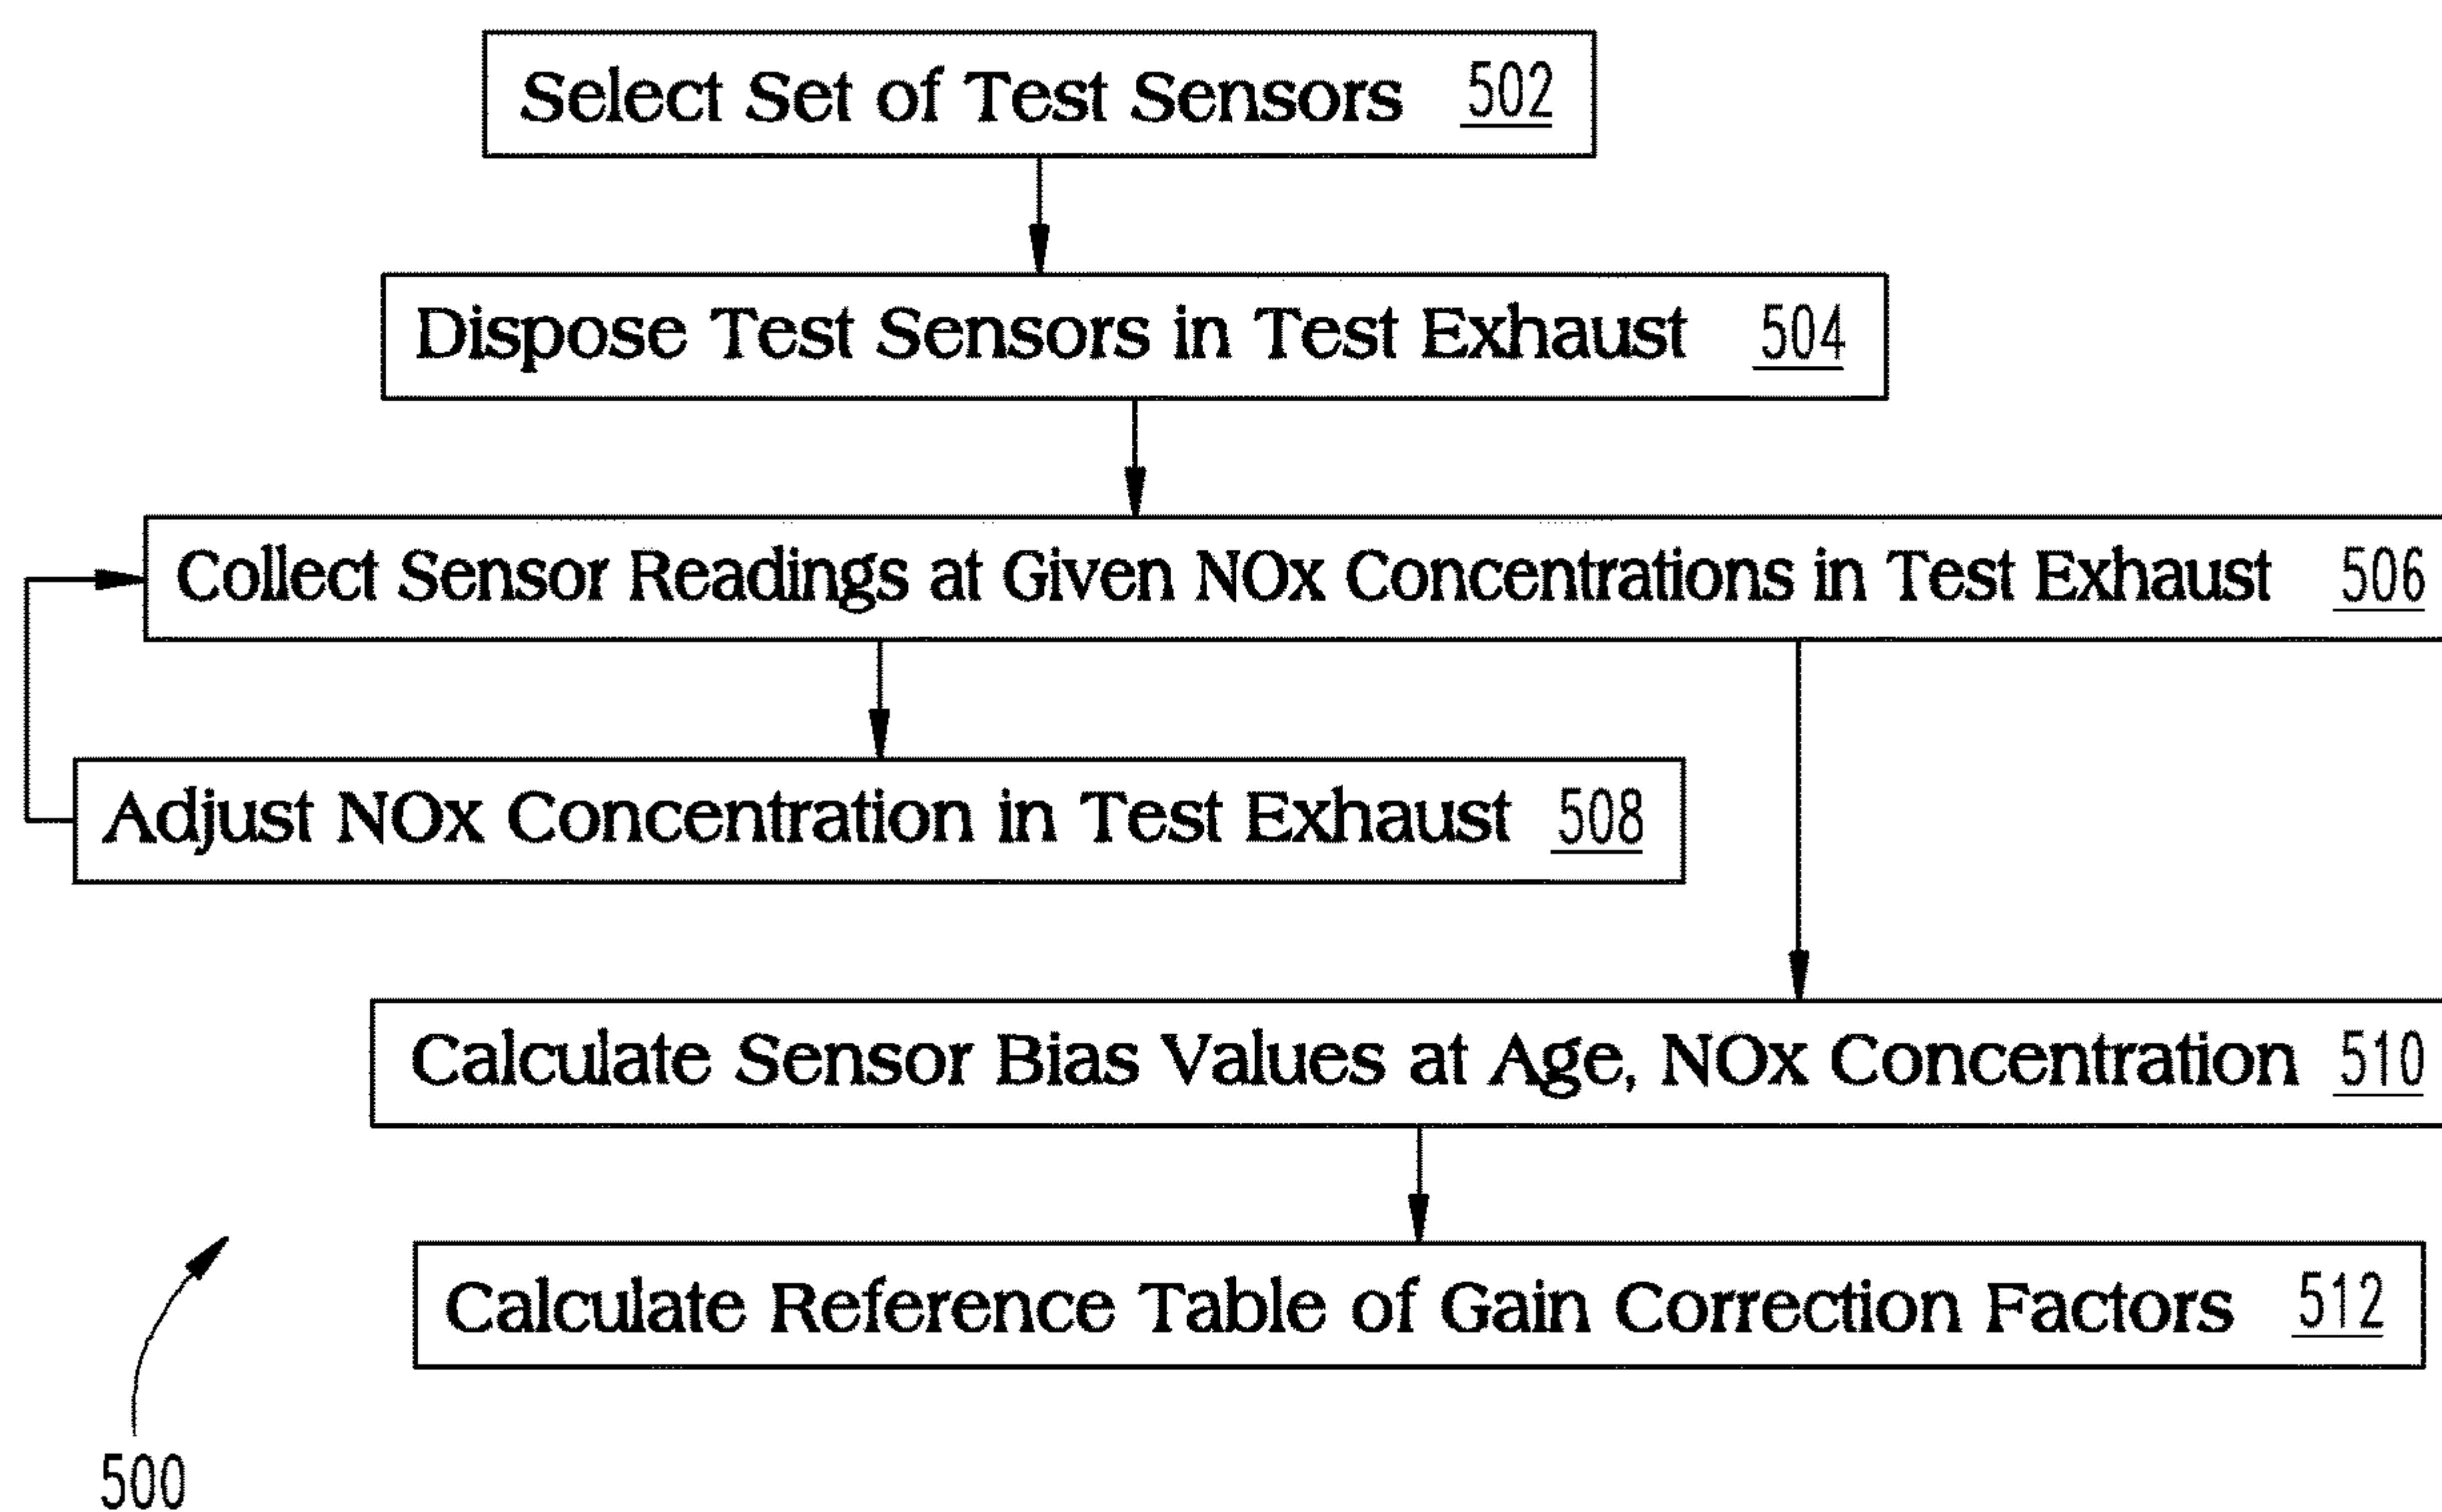 Select Set of Test Sensors 502
Dispose Test Sensors in Test Exhaust 504
Collect Sensor Readings at Given NOx Concentrations in Test Exhaust 506
Adjust NOx Concentration in Test Exhaust 508
Calculate Sensor Bias Values at Age, NOx Concentration 510
Calculate Reference Table of Gain Correction Factors 512
500